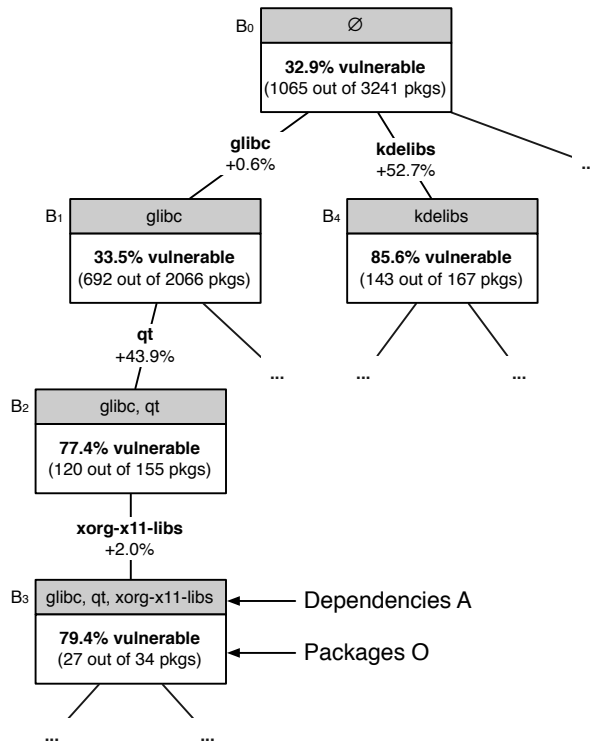 B0
∅
32.9% vulnerable
(1065 out of 3241 pkgs)
glibc
+0.6%
kdelibs
+52.7%
..
B1
glibc
33.5% vulnerable
(692 out of 2066 pkgs)
B4
kdelibs
85.6% vulnerable
(143 out of 167 pkgs)
qt
+43.9%
...
...
...
B2
glibc, qt
77.4% vulnerable
(120 out of 155 pkgs)
xorg-x11-libs
+2.0%
B3
glibc, qt, xorg-x11-libs
Dependencies A
79.4% vulnerable
(27 out of 34 pkgs)
Packages O
...
...